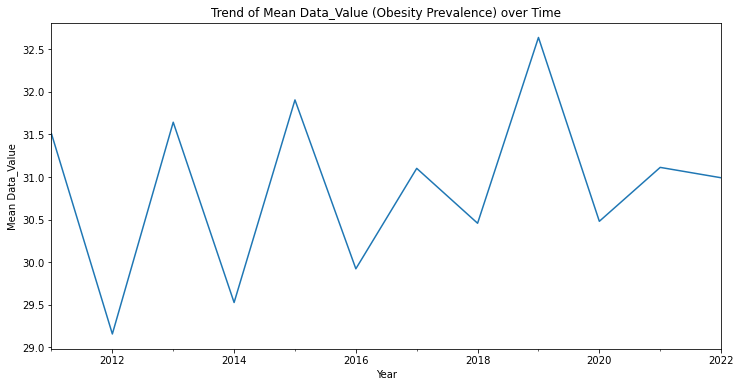 Trend of Mean Data_Value (Obesity Prevalence) over Time
32.5
32.0
31.5
31.0
30.5
30.0
29.5
29.0
Mean Data_Value
2012 2014 2016 2018 2020 2022
Year